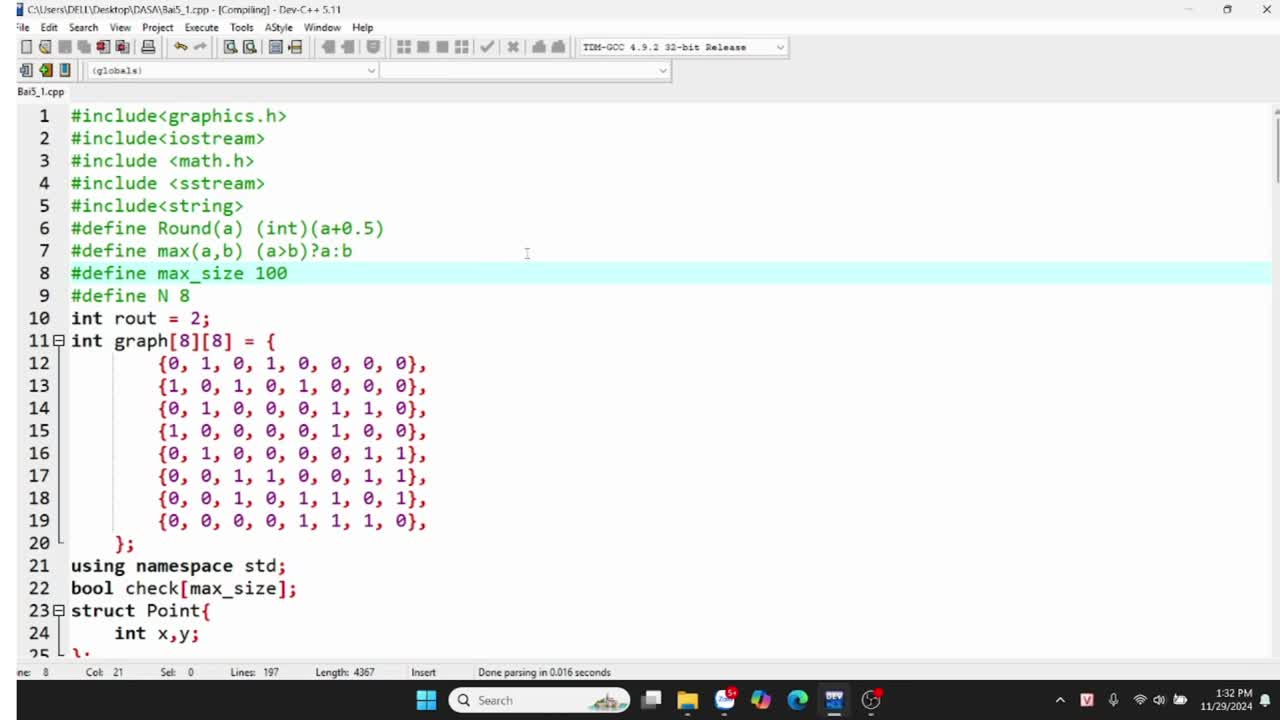 C:\Users\DELL\Desktop\DASA\Bai5_1.cpp - [Compiling] - Dev-C++ 5.11
File Edit Search View Project Execute Tools AStyle Window Help
TDM-GCC 4.9.2 32-bit Release
(globals)
Bai5_1.cpp
1 #include<graphics.h>
2 #include<iostream>
3 #include <math.h>
4 #include <sstream>
5 #include<string>
6 #define Round(a) (int)(a+0.5)
7 #define max(a,b) (a>b)?a:b
8 #define max_size 100
9 #define N 8
10 int rout = 2;
11 int graph[8][8] = {
12 {0, 1, 0, 1, 0, 0, 0, 0},
13 {1, 0, 1, 0, 1, 0, 0, 0},
14 {0, 1, 0, 0, 0, 1, 1, 0},
15 {1, 0, 0, 0, 0, 1, 0, 0},
16 {0, 1, 0, 0, 0, 0, 1, 1},
17 {0, 0, 1, 1, 0, 0, 1, 1},
18 {0, 0, 1, 0, 1, 1, 0, 1},
19 {0, 0, 0, 0, 1, 1, 1, 0},
20 };
21 using namespace std;
22 bool check[max_size];
23 struct Point{
24 int x,y;
25 };
ne: 8 Col: 21 Sel: 0 Lines: 197 Length: 4367 Insert Done parsing in 0.016 seconds
Search
Zalo
5+
DEV
V
1:32 PM
11/29/2024